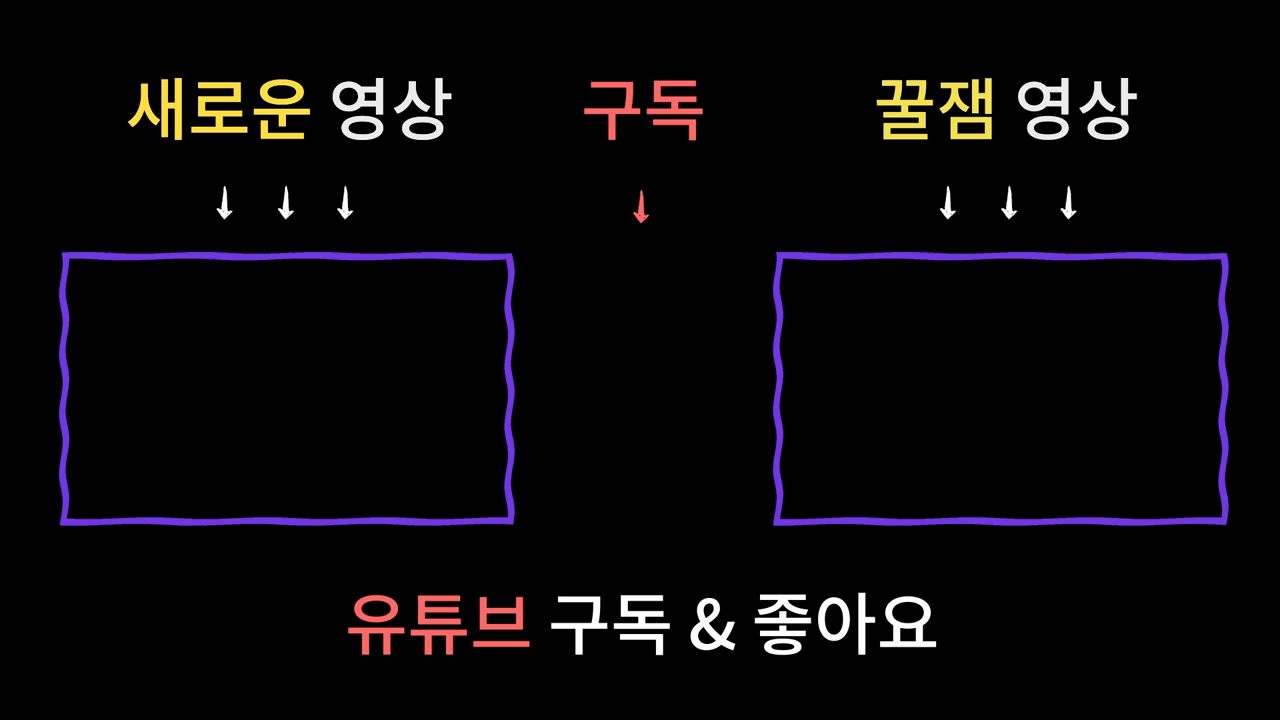 새로운 영상
구독
꿀잼 영상
유튜브 구독 & 좋아요